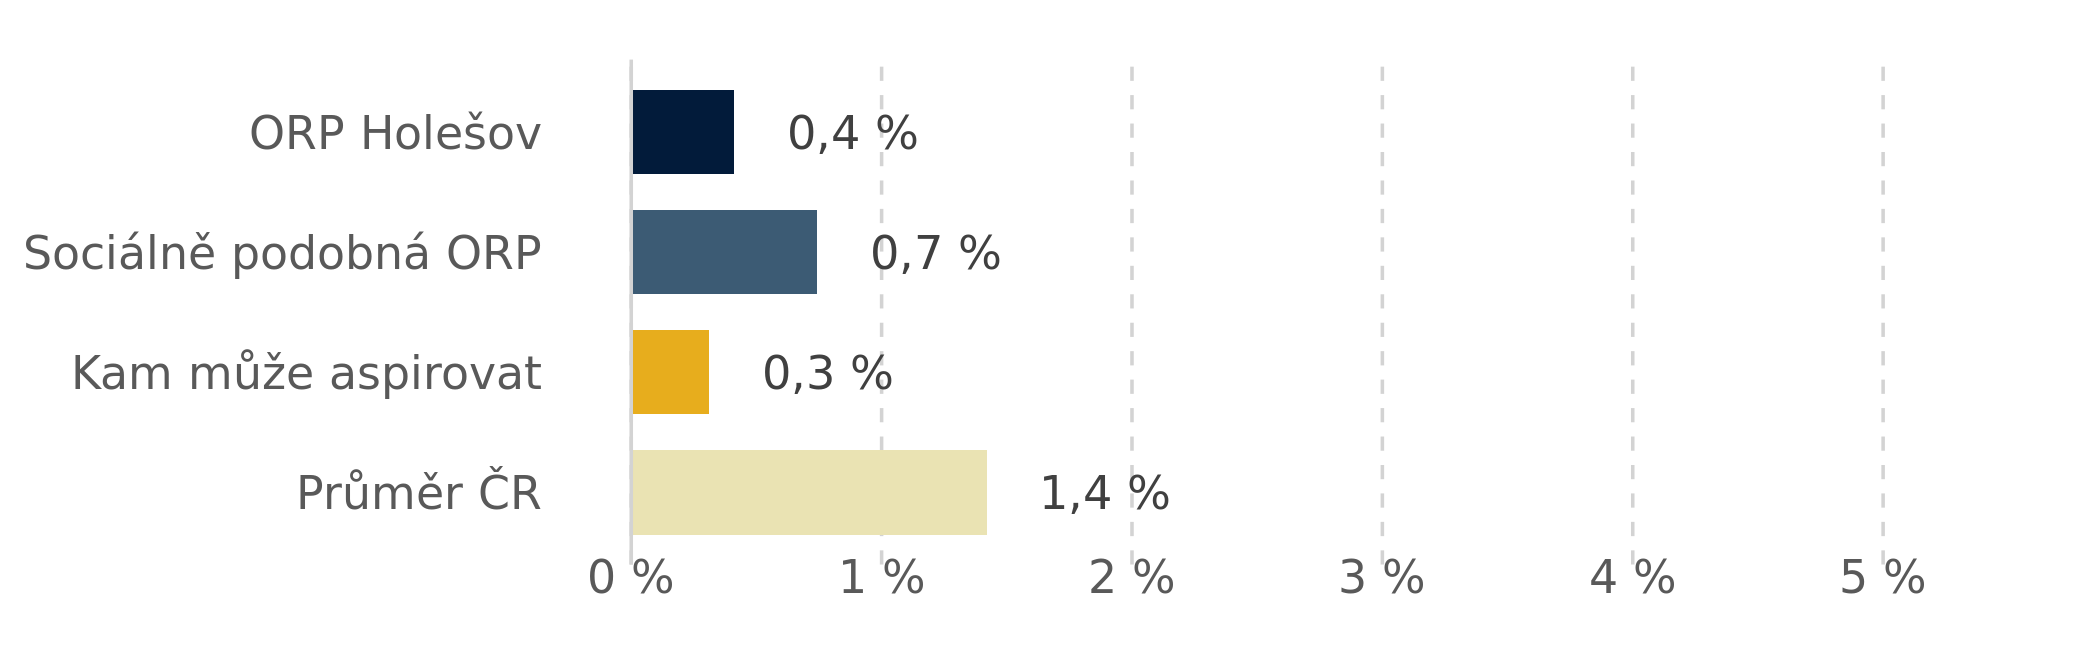 ORP Holešov 0,4 %
Sociálně podobná ORP 0,7 %
Kam může aspirovat 0,3 %
Průměr ČR 1,4 %
0 % 1 % 2 % 3 % 4 % 5 %